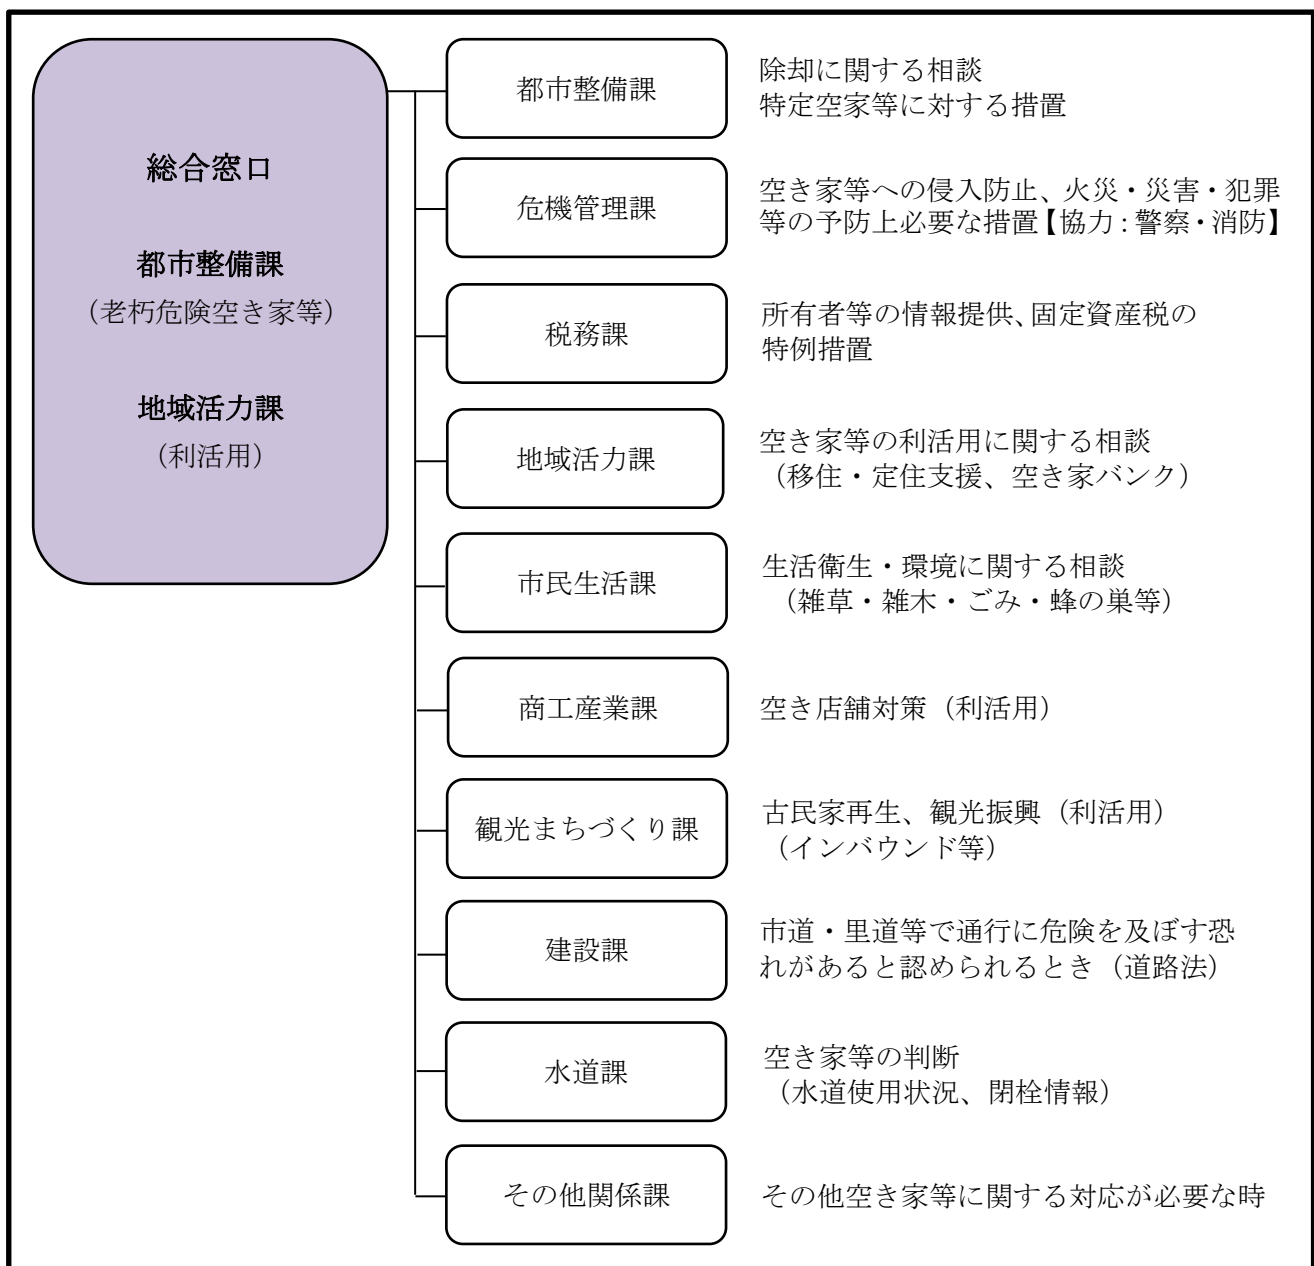 総合窓口
都市整備課
（老朽危険空き家等）
地域活力課
（利活用）
都市整備課
除却に関する相談
特定空家等に対する措置
危機管理課
空き家等への侵入防止、火災・災害・犯罪
等の予防上必要な措置【協力：警察・消防】
税務課
所有者等の情報提供、固定資産税の
特例措置
地域活力課
空き家等の利活用に関する相談
（移住・定住支援、空き家バンク）
市民生活課
生活衛生・環境に関する相談
（雑草・雑木・ごみ・蜂の巣等）
商工産業課
空き店舗対策（利活用）
観光まちづくり課
古民家再生、観光振興（利活用）
（インバウンド等）
建設課
市道・里道等で通行に危険を及ぼす恐
れがあると認められるとき（道路法）
水道課
空き家等の判断
（水道使用状況、閉栓情報）
その他関係課
その他空き家等に関する対応が必要な時